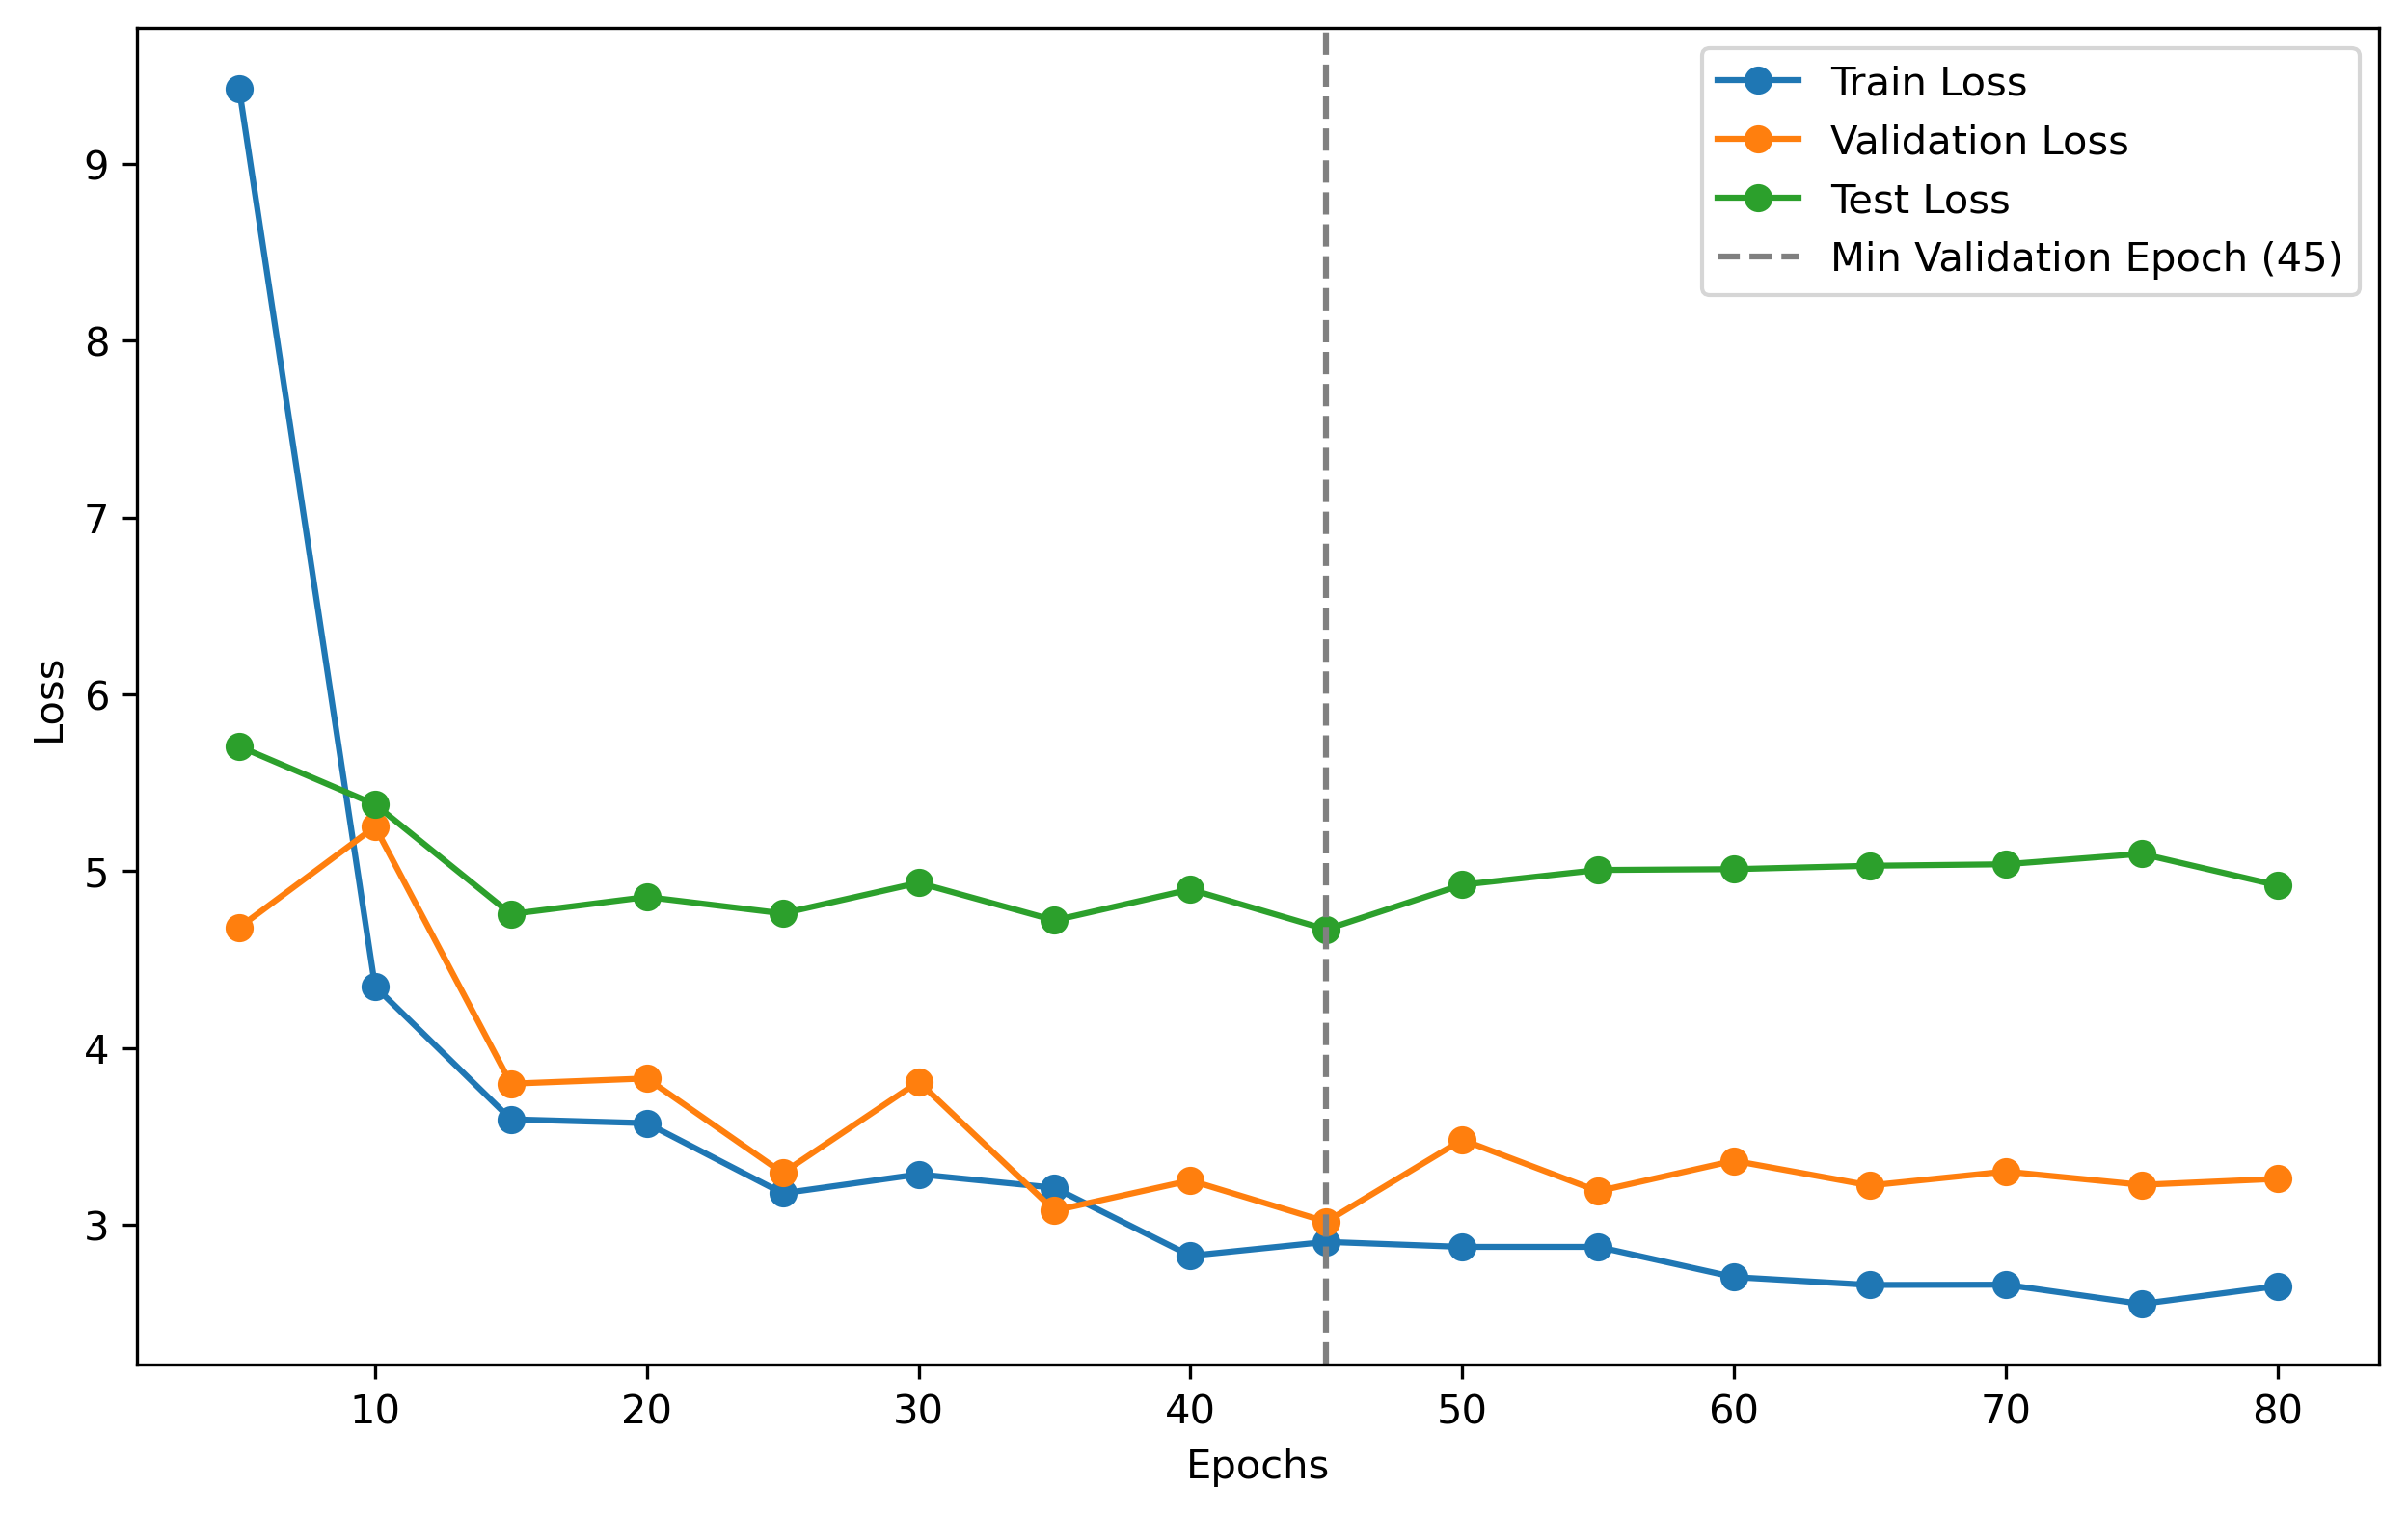 Train Loss
Validation Loss
Test Loss
Min Validation Epoch (45)
9
8
7
6
5
4
3
Loss
10 20 30 40 50 60 70 80
Epochs